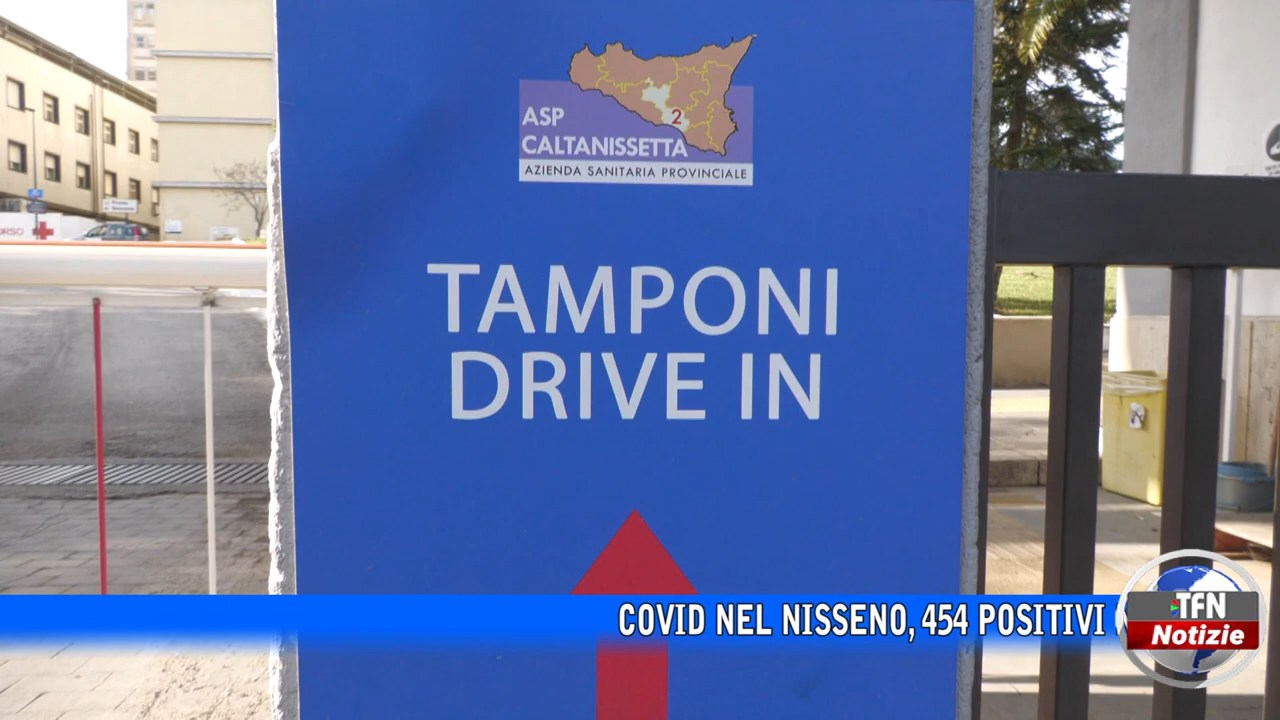 ASP
2
CALTANISSETTA
AZIENDA SANITARIA PROVINCIALE
TAMPONI
DRIVE IN
COVID NEL NISSENO, 454 POSITIVI
TFN
Notizie